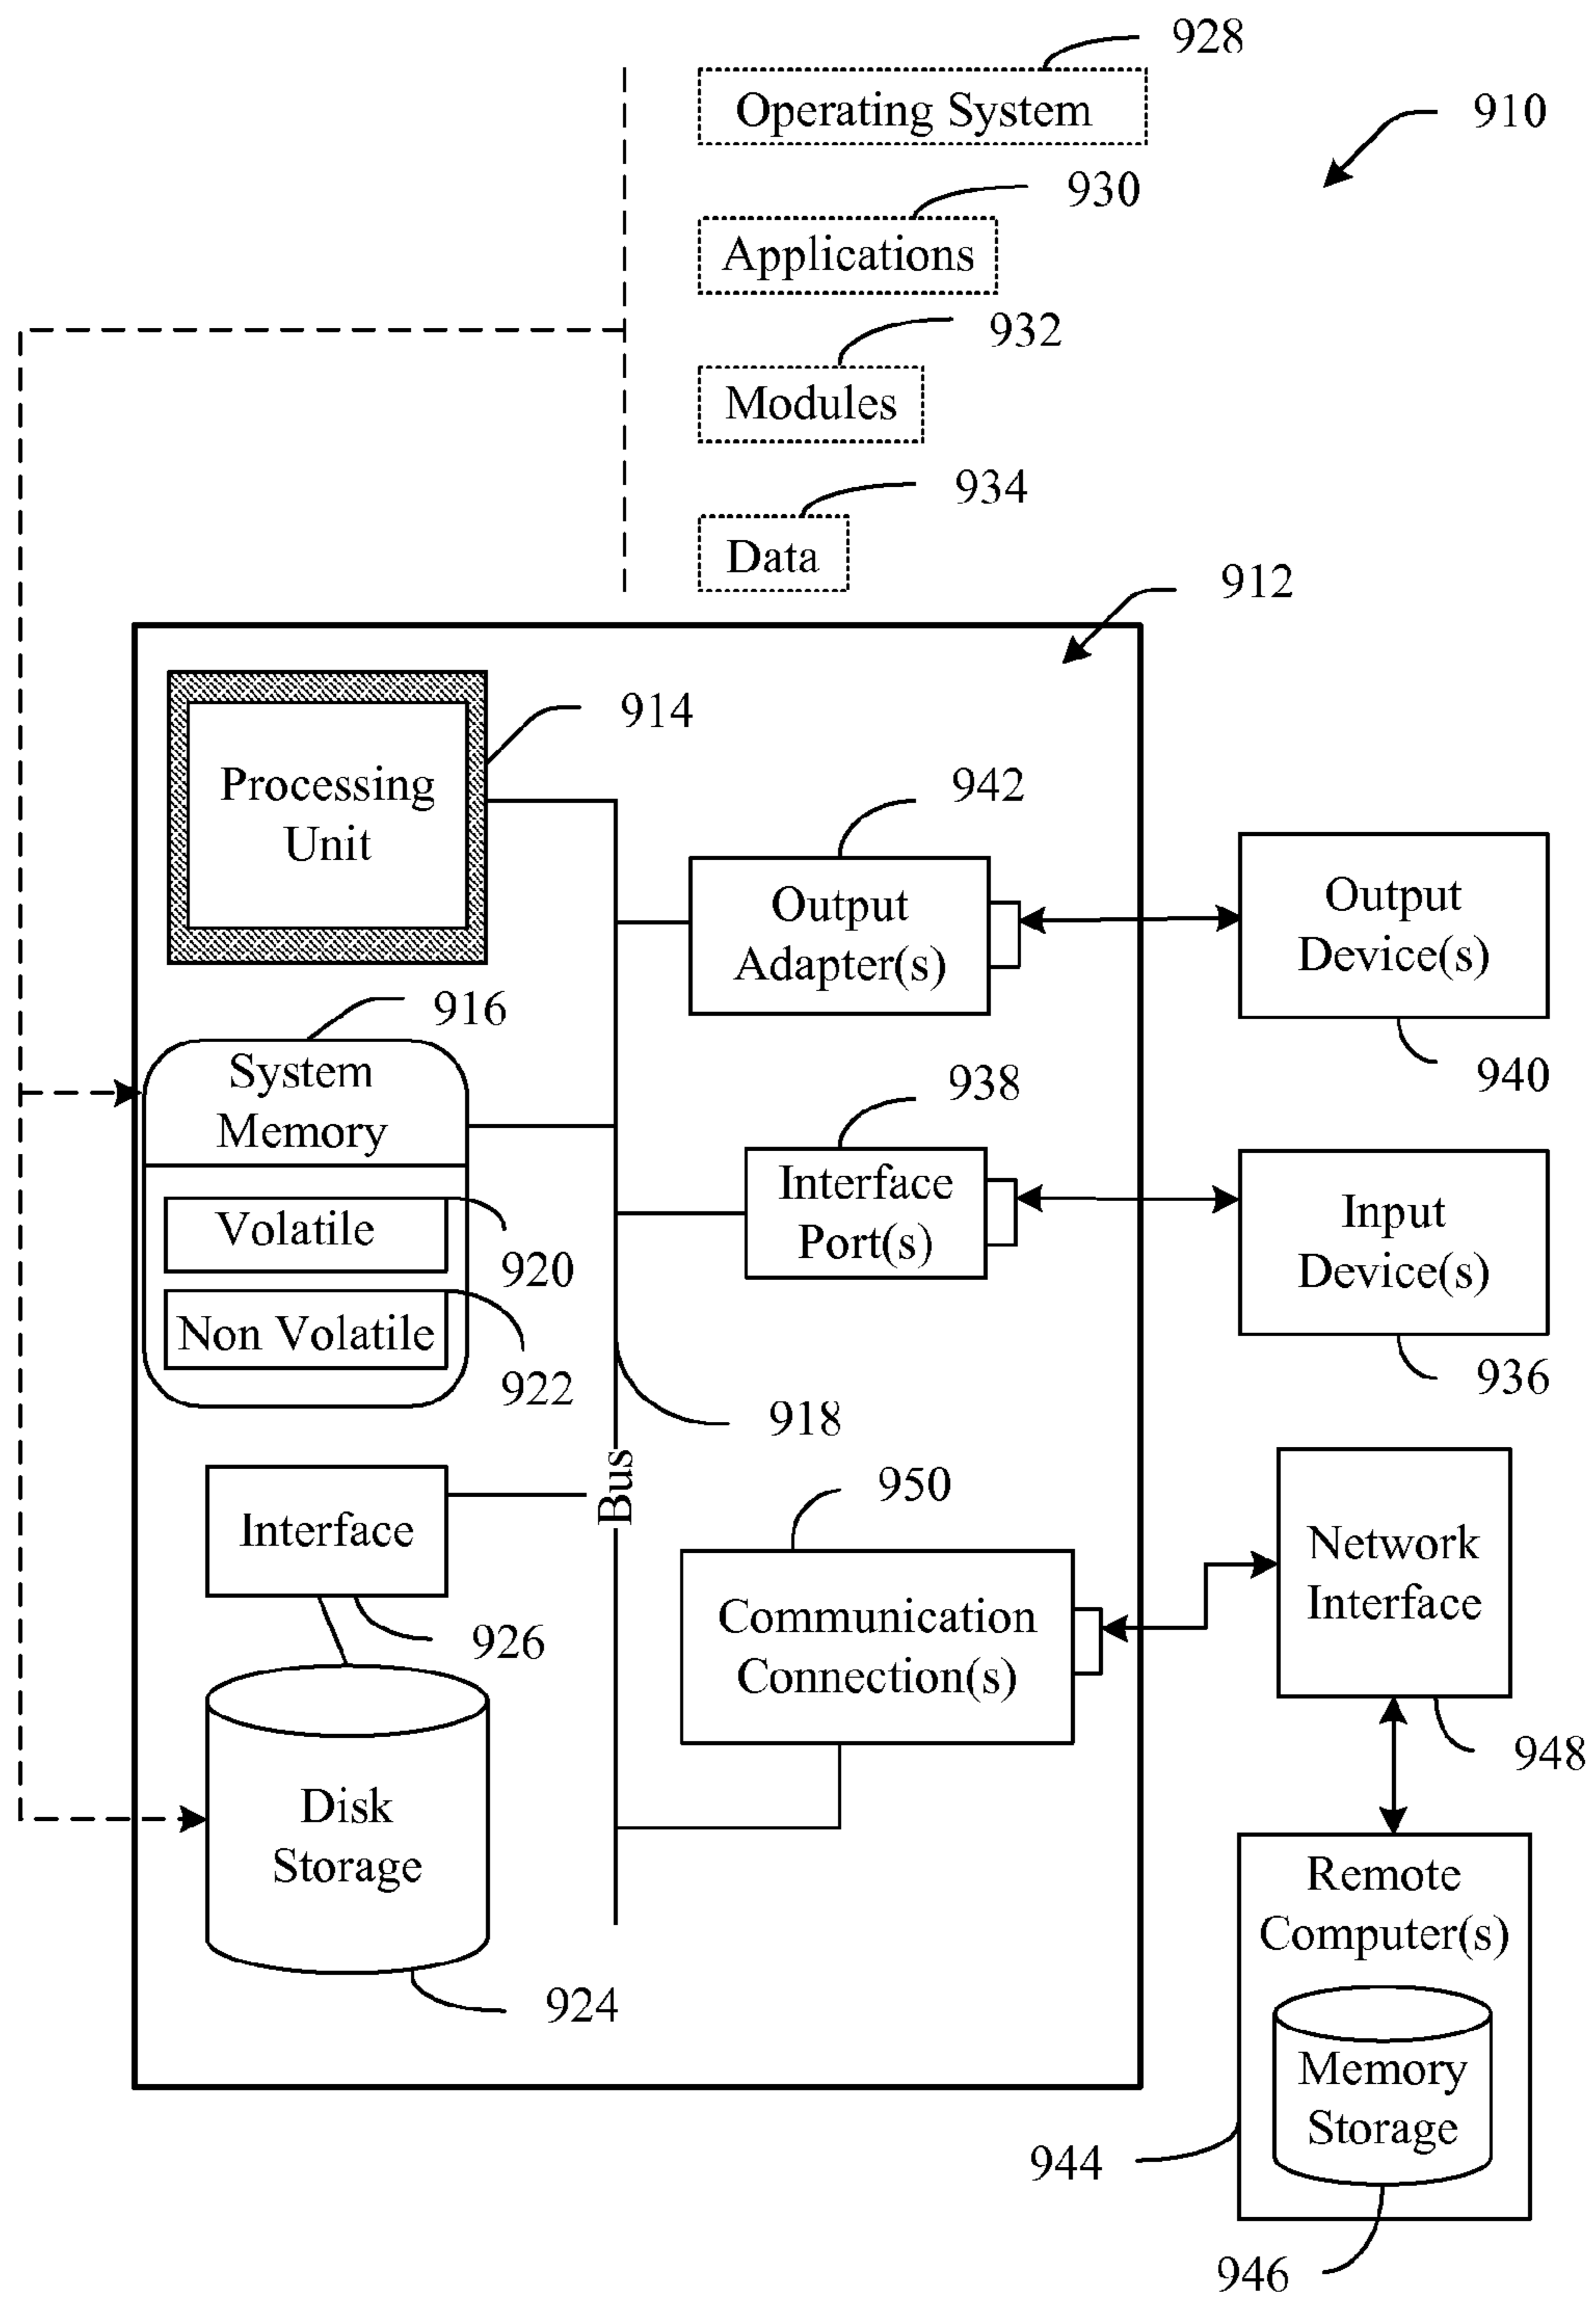 928
Operating System
910
930
Applications
932
Modules
934
Data
912
914
Processing
Unit
942
Output
Adapter(s)
Output
Device(s)
940
916
System
Memory
938
Interface
Port(s)
Input
Device(s)
936
Volatile
920
Non Volatile
922
918
Bus
Interface
926
950
Communication
Connection(s)
Network
Interface
948
Disk
Storage
924
Remote
Computer(s)
Memory
Storage
944
946